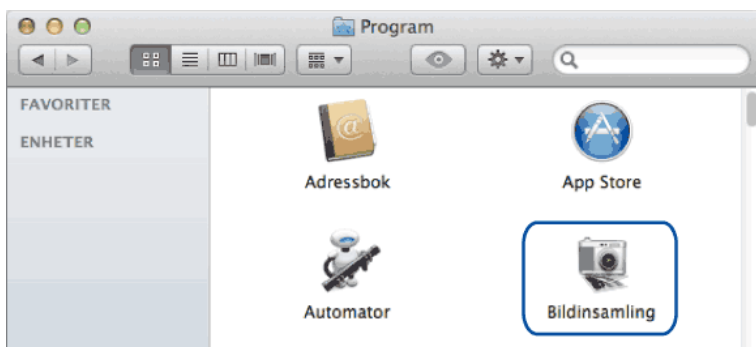 Program
FAVORITER
ENHETER
Adressbok
App Store
Automator
Bildinsamling